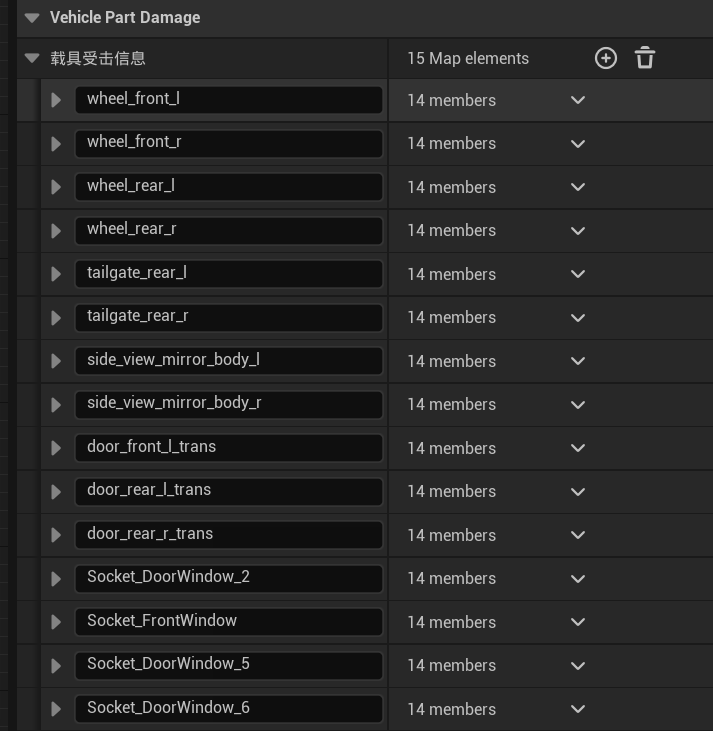 Vehicle Part Damage
载具受击信息 15 Map elements
wheel_front_l 14 members
wheel_front_r 14 members
wheel_rear_l 14 members
wheel_rear_r 14 members
tailgate_rear_l 14 members
tailgate_rear_r 14 members
side_view_mirror_body_l 14 members
side_view_mirror_body_r 14 members
door_front_l_trans 14 members
door_rear_l_trans 14 members
door_rear_r_trans 14 members
Socket_DoorWindow_2 14 members
Socket_FrontWindow 14 members
Socket_DoorWindow_5 14 members
Socket_DoorWindow_6 14 members